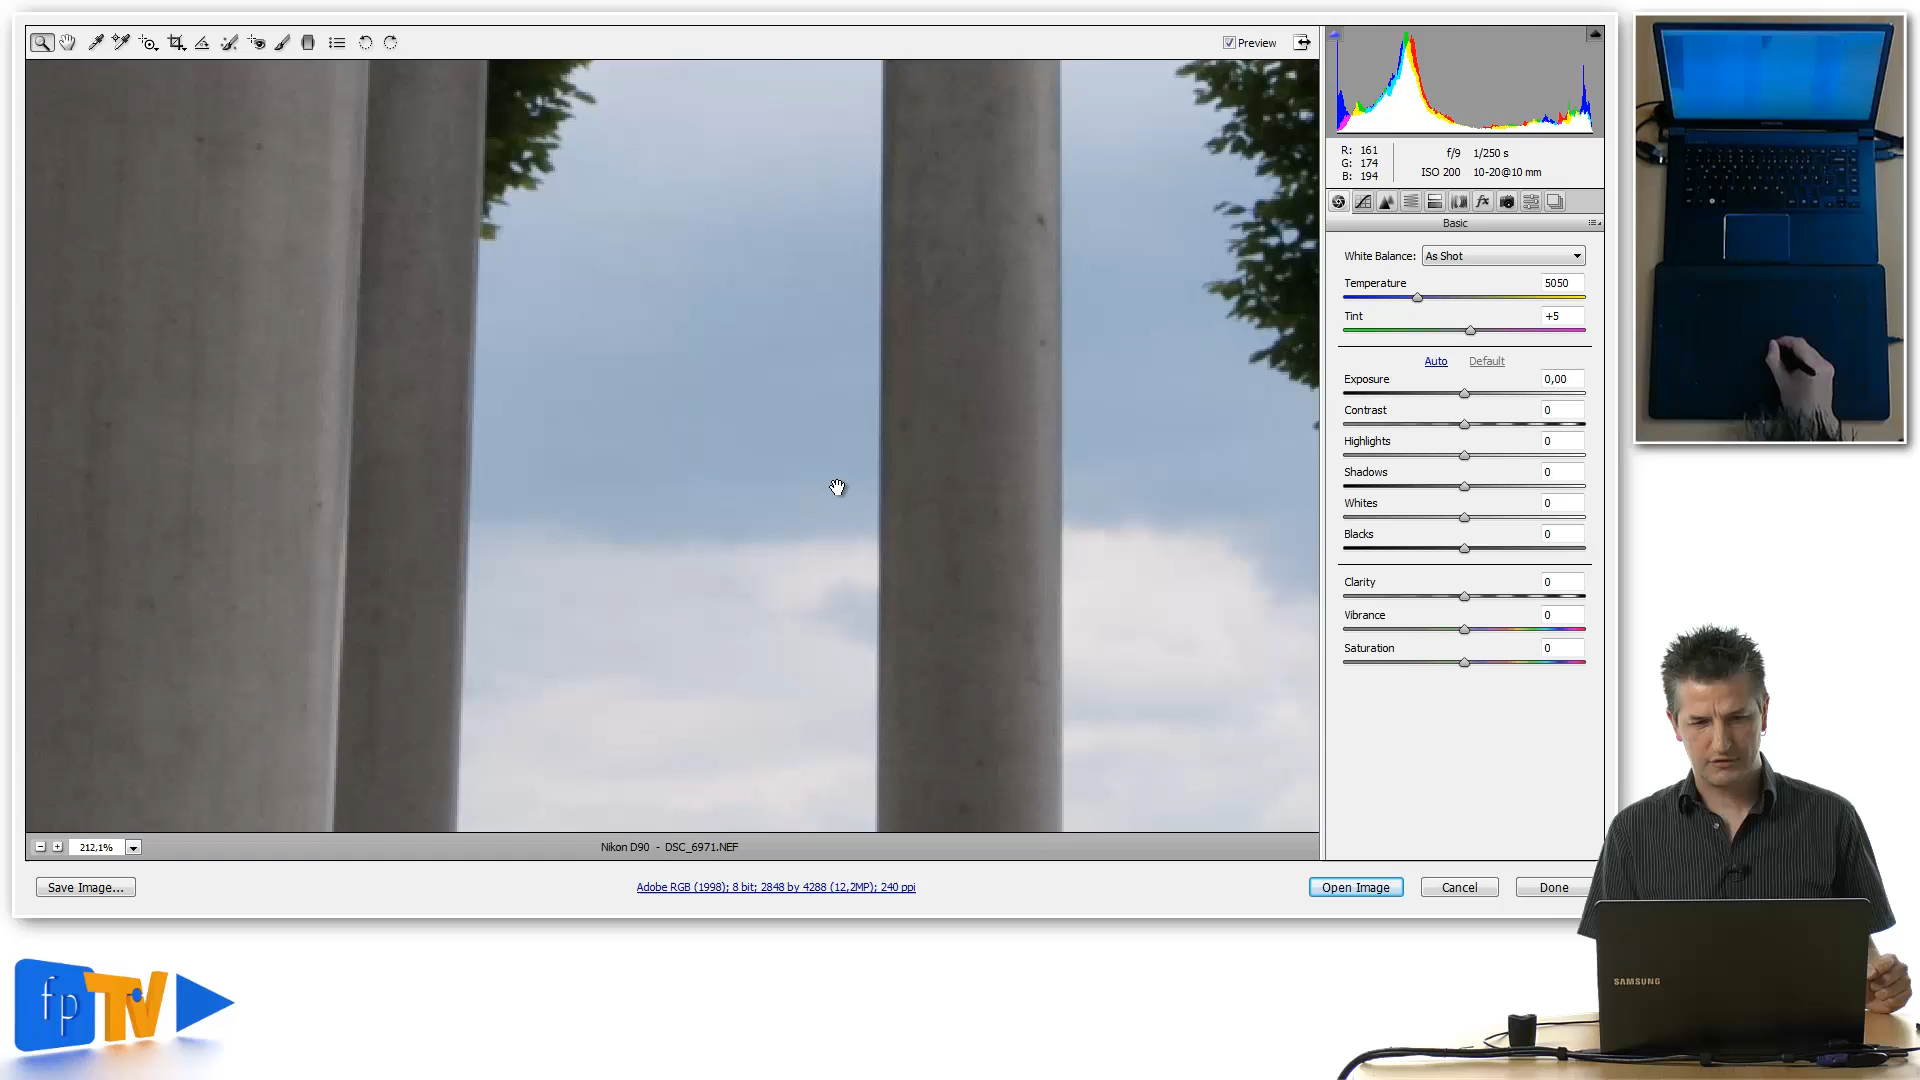 Preview
R: 161
G: 174
B: 194
f/9 1/250 s
ISO 200 10-20@10 mm
fx
Basic
White Balance: As Shot
Temperature 5050
Tint +5
Auto Default
Exposure 0,00
Contrast 0
Highlights 0
Shadows 0
Whites 0
Blacks 0
Clarity 0
Vibrance 0
Saturation 0
212,1%
Nikon D90 - DSC_6971.NEF
Save Image...
Adobe RGB (1998); 8 bit; 2848 by 4288 (12,2MP); 240 ppi
Open Image
Cancel
Done
SAMSUNG
fp TV